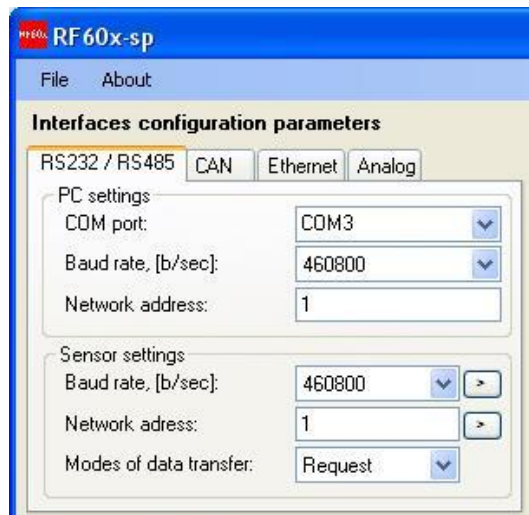 RF60x RF60x-sp
File About
Interfaces configuration parameters
RS232 / RS485 CAN Ethernet Analog
PC settings
COM port: COM3
Baud rate, [b/sec]: 460800
Network address: 1
Sensor settings
Baud rate, [b/sec]: 460800 >
Network adress: 1 >
Modes of data transfer: Request